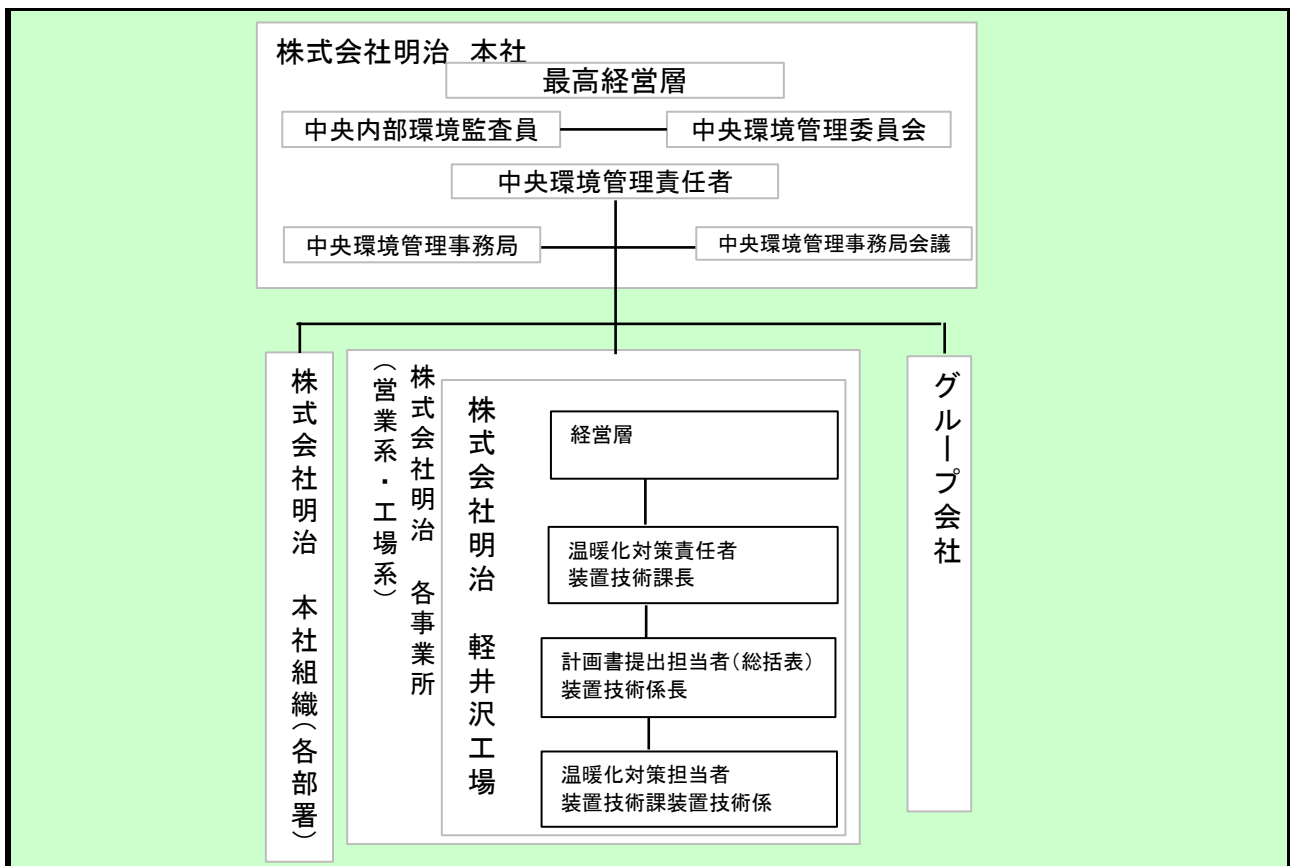 株式会社明治　本社
最高経営層
中央内部環境監査員
中央環境管理委員会
中央環境管理責任者
中央環境管理事務局
中央環境管理事務局会議
株式会社明治　本社組織（各部署）
株式会社明治　各事業所
（営業系・工場系）
株式会社明治　軽井沢工場
経営層
温暖化対策責任者
装置技術課長
計画書提出担当者（総括表）
装置技術係長
温暖化対策担当者
装置技術課装置技術係
グループ会社